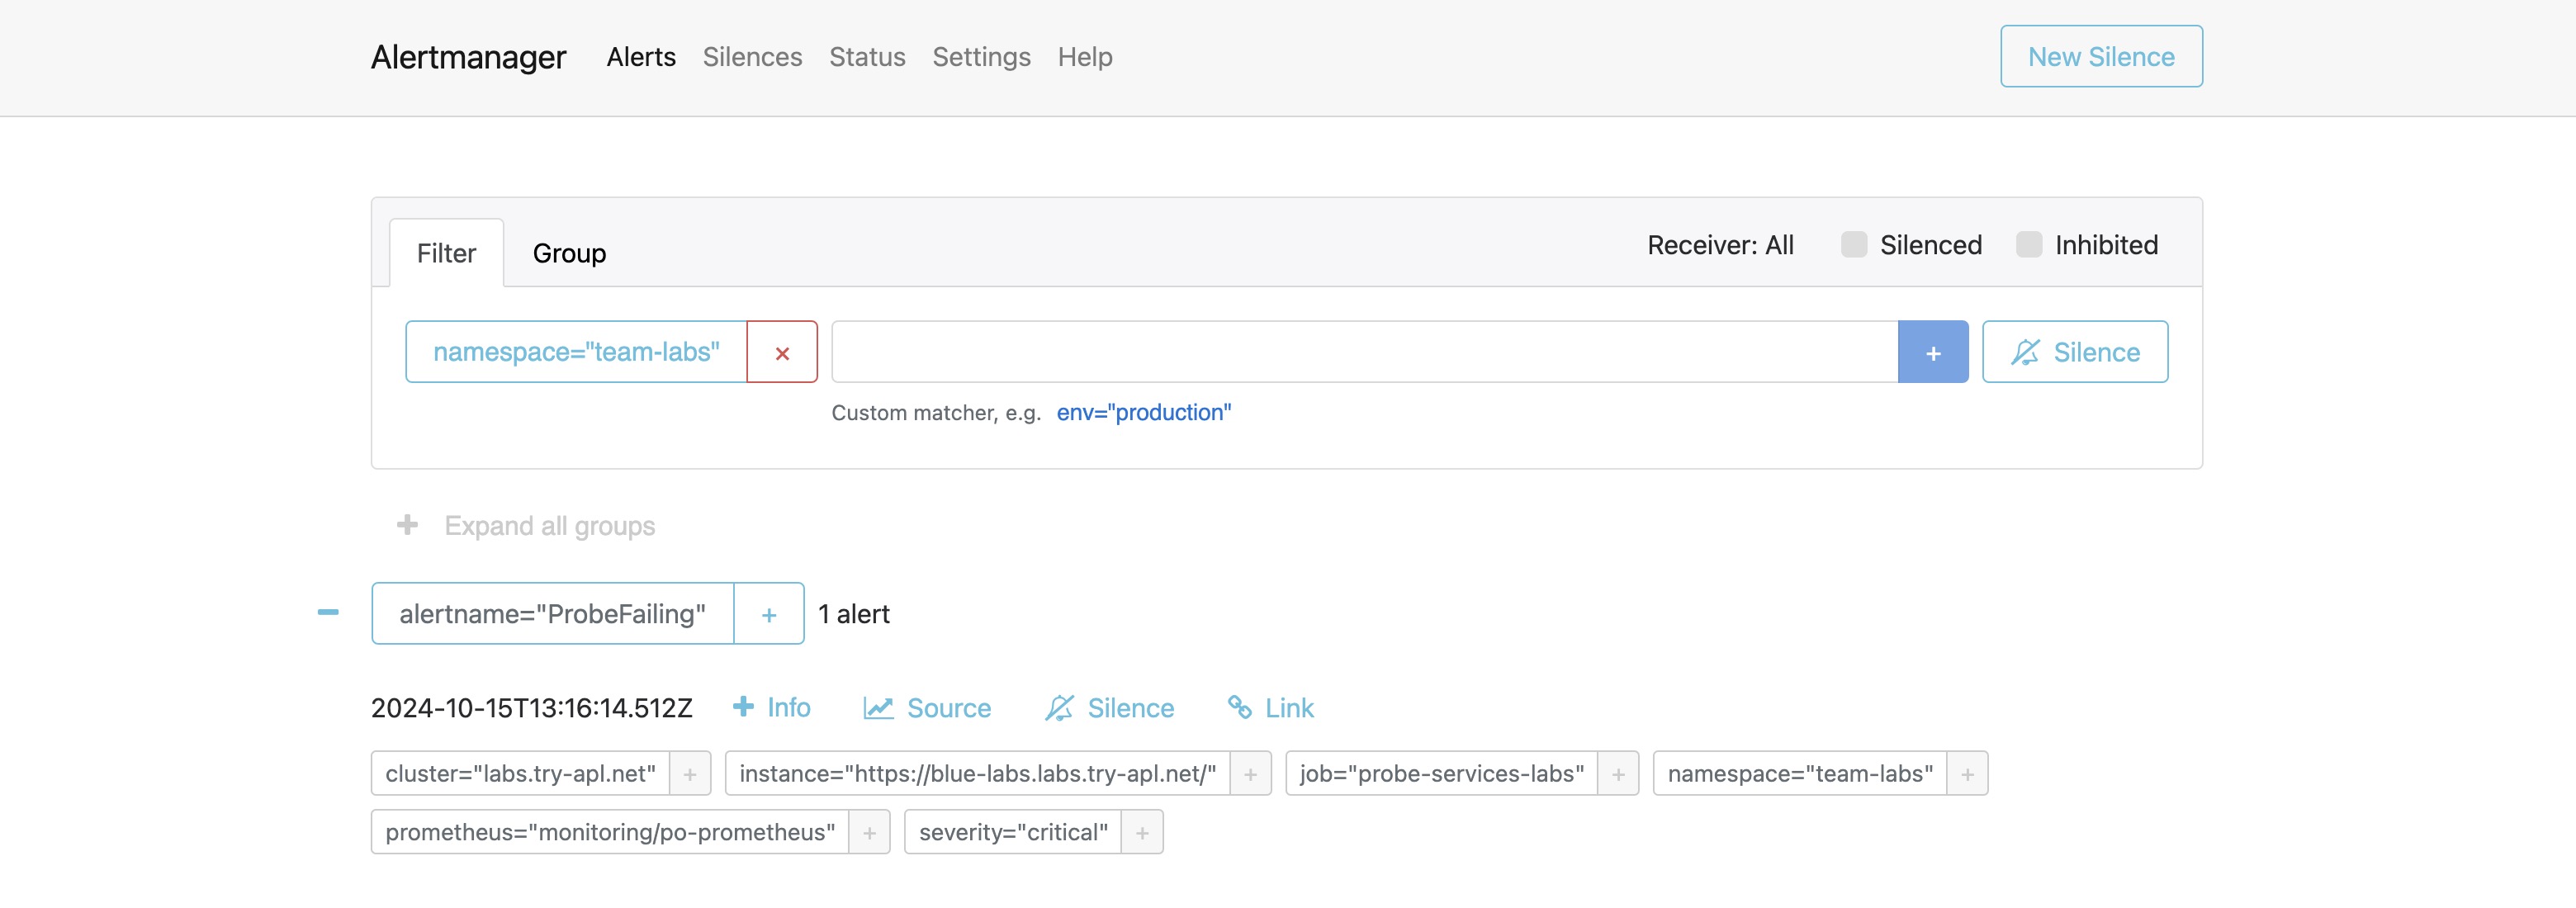 Alertmanager Alerts Silences Status Settings Help New Silence
Filter Group Receiver: All Silenced Inhibited
namespace="team-labs" × + Silence
Custom matcher, e.g. env="production"
+ Expand all groups
alertname="ProbeFailing" + 1 alert
2024-10-15T13:16:14.512Z + Info Source Silence Link
cluster="labs.try-apl.net" + instance="https://blue-labs.labs.try-apl.net/" + job="probe-services-labs" + namespace="team-labs" +
prometheus="monitoring/po-prometheus" + severity="critical" +